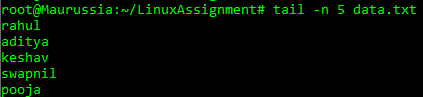 root@Maurussia:~/LinuxAssignment# tail -n 5 data.txt
rahul
aditya
keshav
swapnil
pooja